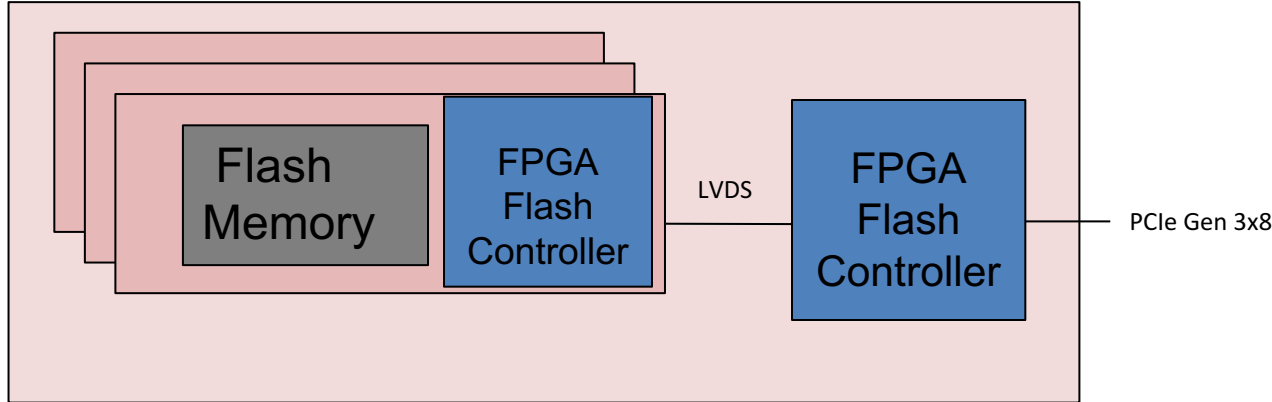 Flash
Memory
FPGA
Flash
Controller
LVDS
FPGA
Flash
Controller
PCIe Gen 3x8